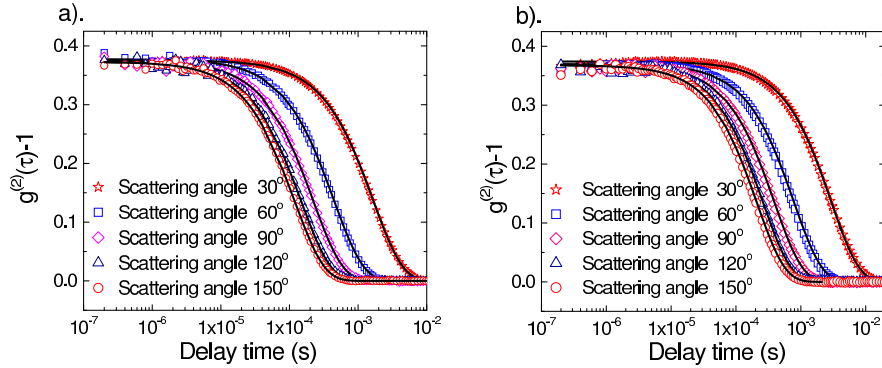 a).
g(2)(τ)-1
0.4
0.3
0.2
0.1
0.0
Scattering angle 30°
Scattering angle 60°
Scattering angle 90°
Scattering angle 120°
Scattering angle 150°
10-7 10-6 1x10-5 1x10-4 10-3 10-2
Delay time (s)
b).
g(2)(τ)-1
0.4
0.3
0.2
0.1
0.0
Scattering angle 30°
Scattering angle 60°
Scattering angle 90°
Scattering angle 120°
Scattering angle 150°
10-7 10-6 1x10-5 1x10-4 10-3 10-2
Delay time (s)